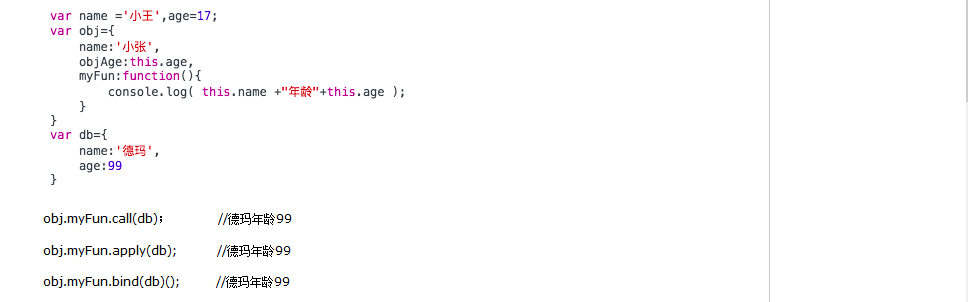 var name ='小王',age=17;
var obj={
name:'小张',
objAge:this.age,
myFun:function(){
console.log( this.name +"年龄"+this.age );
}
}
var db={
name:'德玛',
age:99
}
obj.myFun.call(db)； //德玛年龄99
obj.myFun.apply(db); //德玛年龄99
obj.myFun.bind(db)(); //德玛年龄99